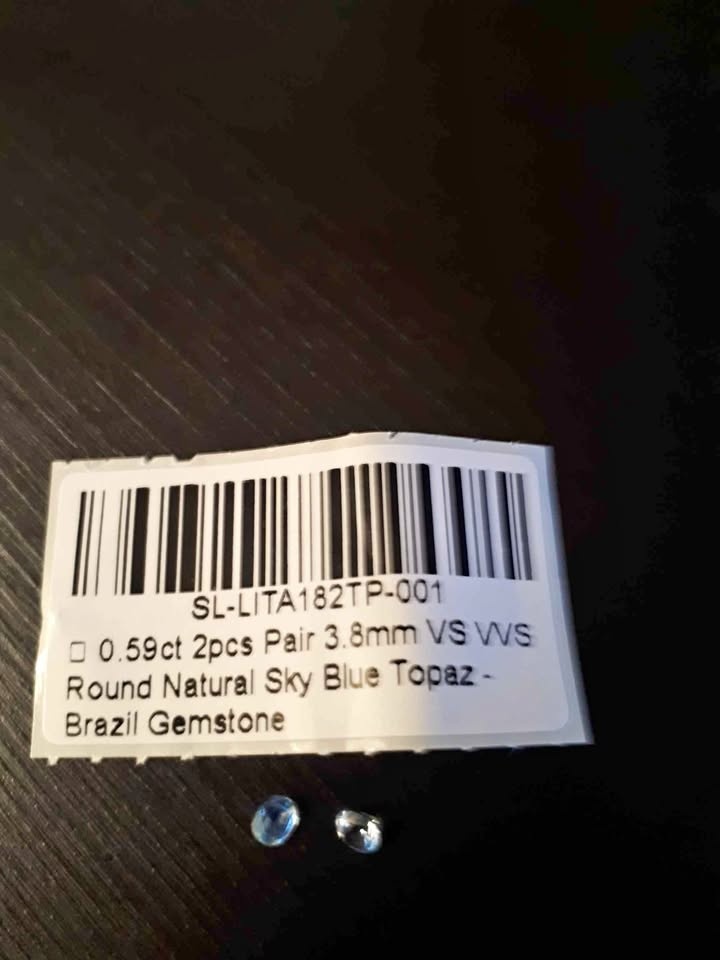 SL-LITA182TP-001
□ 0.59ct 2pcs Pair 3.8mm VS VVS
Round Natural Sky Blue Topaz -
Brazil Gemstone